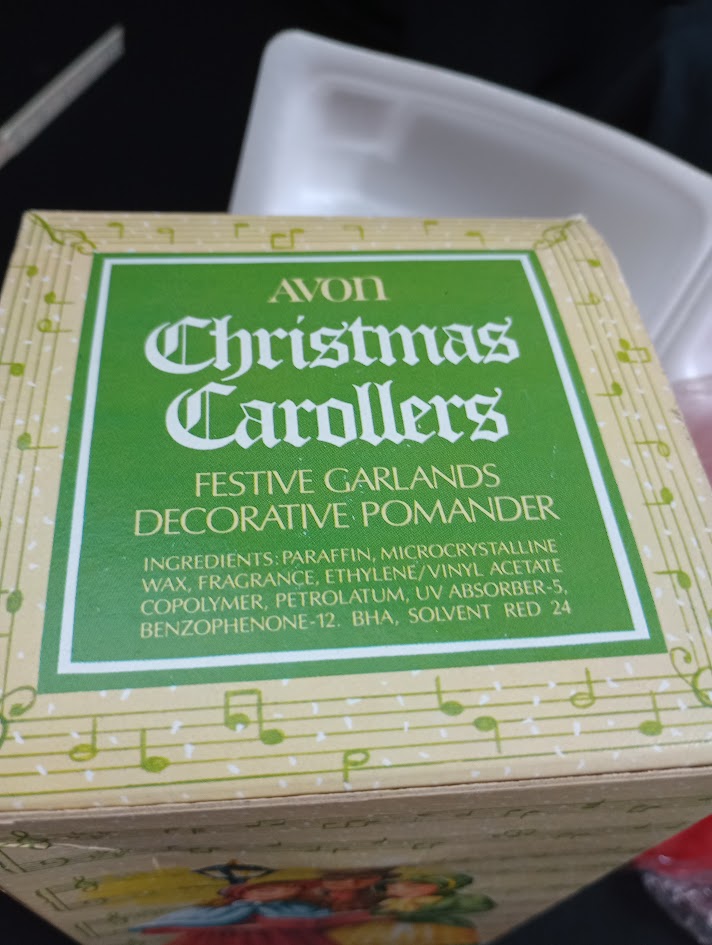 AVON
Christmas
Carollers
FESTIVE GARLANDS
DECORATIVE POMANDER
INGREDIENTS: PARAFFIN, MICROCRYSTALLINE
WAX, FRAGRANCE, ETHYLENE/VINYL ACETATE
COPOLYMER, PETROLATUM, UV ABSORBER-5,
BENZOPHENONE-12. BHA, SOLVENT RED 24